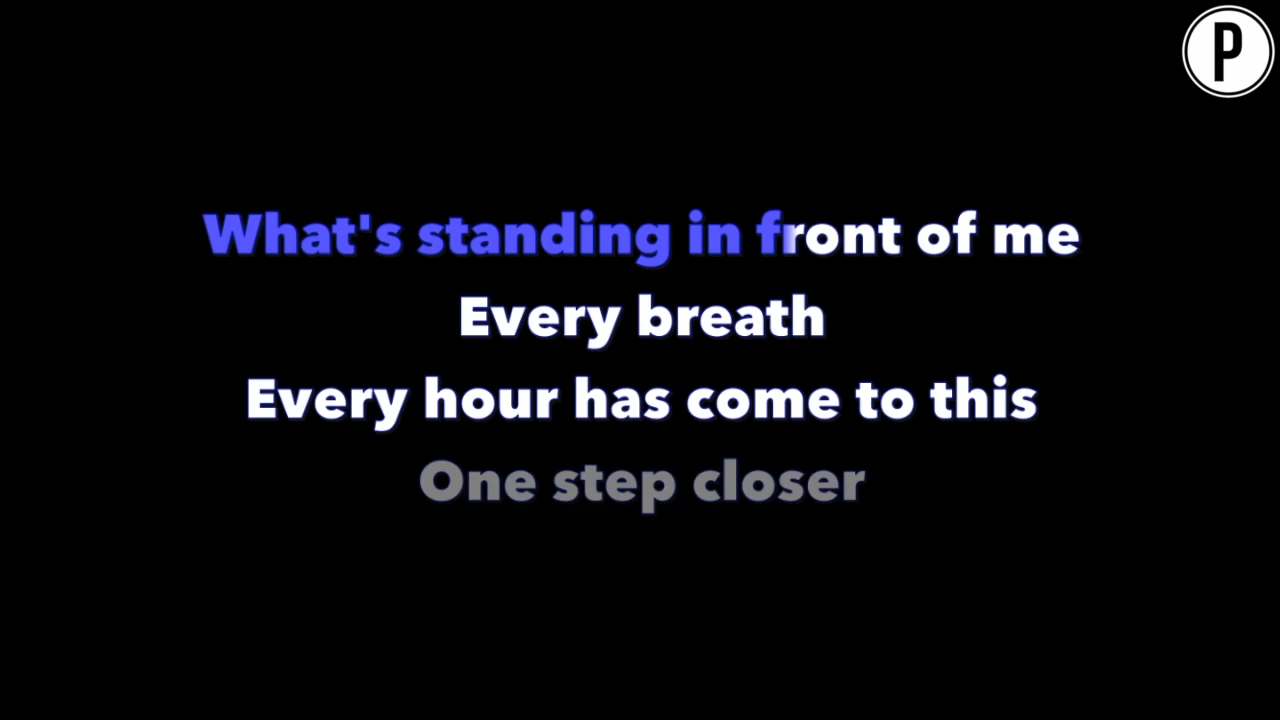 P
What's standing in front of me
Every breath
Every hour has come to this
One step closer